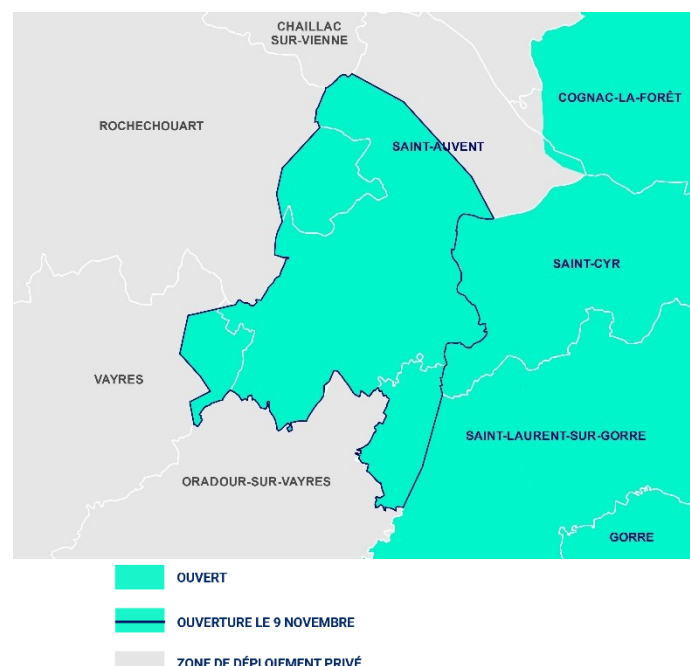 CHAILLAC
SUR-VIENNE
COGNAC-LA-FORÊT
ROCHECHOUART
SAINT-AUVENT
SAINT-CYR
VAYRES
SAINT-LAURENT-SUR-GORRE
ORADOUR-SUR-VAYRES
GORRE
OUVERT
OUVERTURE LE 9 NOVEMBRE
ZONE DE DÉPLOIEMENT PRIVÉ